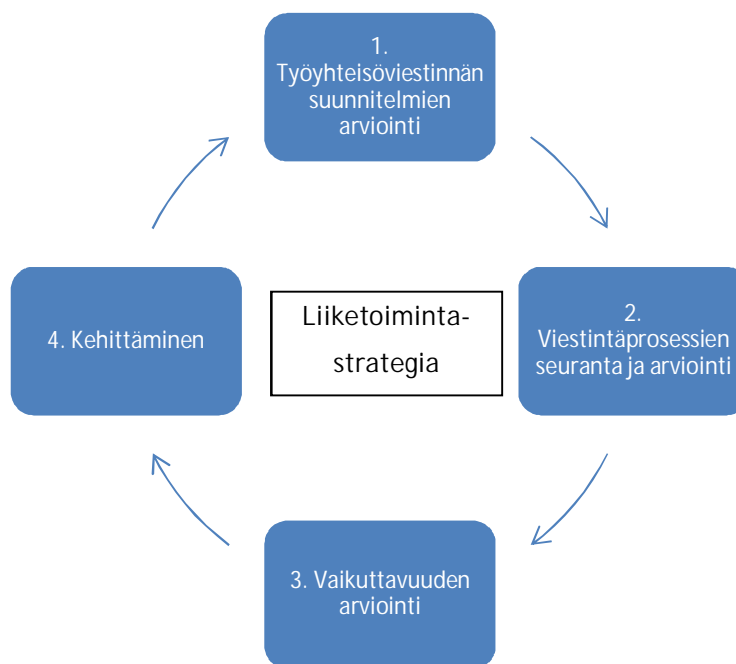 1.
Työyhteisöviestinnän
suunnitelmien
arviointi
2.
Viestintäprosessien
seuranta ja arviointi
3. Vaikuttavuuden
arviointi
4. Kehittäminen
Liiketoiminta-
strategia